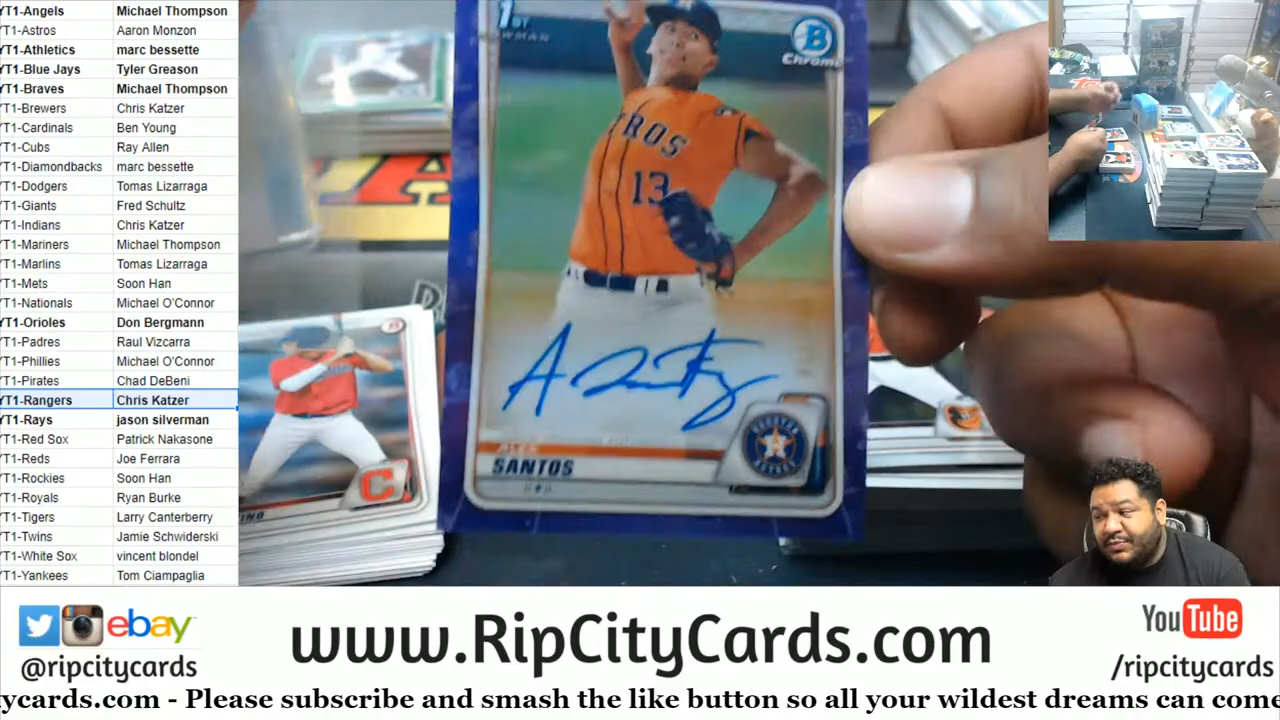 YT1-Angels Michael Thompson
YT1-Astros Aaron Monzon
YT1-Athletics marc bessette
YT1-Blue Jays Tyler Greason
YT1-Braves Michael Thompson
YT1-Brewers Chris Katzer
YT1-Cardinals Ben Young
YT1-Cubs Ray Allen
YT1-Diamondbacks marc bessette
YT1-Dodgers Tomas Lizarraga
YT1-Giants Fred Schultz
YT1-Indians Chris Katzer
YT1-Mariners Michael Thompson
YT1-Marlins Tomas Lizarraga
YT1-Mets Soon Han
YT1-Nationals Michael O'Connor
YT1-Orioles Don Bergmann
YT1-Padres Raul Vizcarra
YT1-Phillies Michael O'Connor
YT1-Pirates Chad DeBeni
YT1-Rangers Chris Katzer
YT1-Rays jason silverman
YT1-Red Sox Patrick Nakasone
YT1-Reds Joe Ferrara
YT1-Rockies Soon Han
YT1-Royals Ryan Burke
YT1-Tigers Larry Canterberry
YT1-Twins Jamie Schwiderski
YT1-White Sox vincent blondel
YT1-Yankees Tom Ciampaglia
1ST
BOWMAN
B
Chrome
TROS
13
ALEX
SANTOS
C
ebay
@ripcitycards
www.RipCityCards.com
YouTube
/ripcitycards
ycards.com - Please subscribe and smash the like button so all your wildest dreams can come